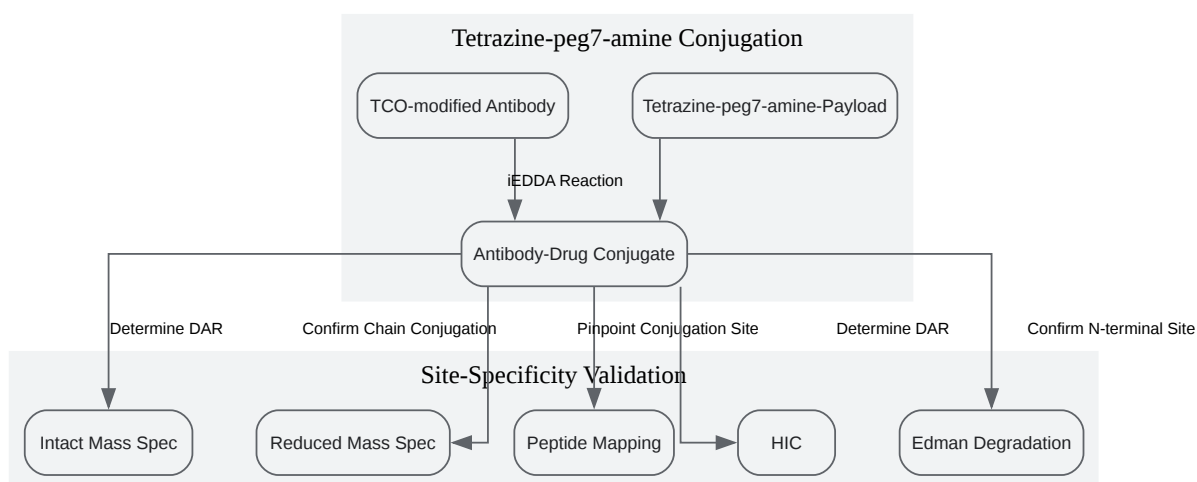 Tetrazine-peg7-amine Conjugation
TCO-modified Antibody
Tetrazine-peg7-amine-Payload
iEDDA Reaction
Antibody-Drug Conjugate
Determine DAR
Confirm Chain Conjugation
Pinpoint Conjugation Site
Determine DAR
Confirm N-terminal Site
Site-Specificity Validation
Intact Mass Spec
Reduced Mass Spec
Peptide Mapping
HIC
Edman Degradation